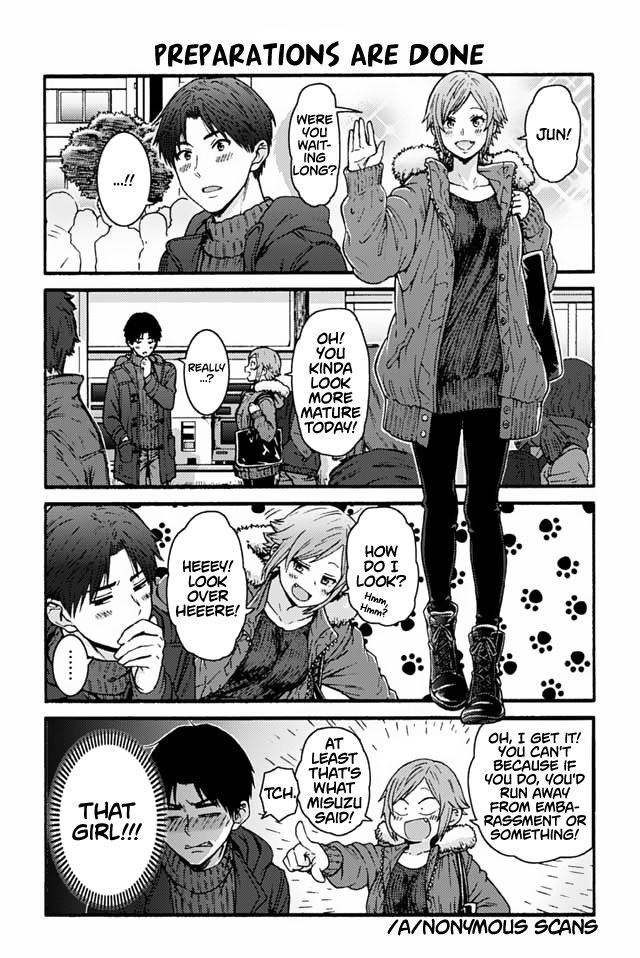 PREPARATIONS ARE DONE
JUN!
WERE
YOU
WAIT-
ING
LONG?
....!!
OH!
YOU
KINDA
LOOK
MORE
MATURE
TODAY!
REALLY
...?
HOW
DO I
LOOK?
Hmm,
Hmm?
HEEEY!
LOOK
OVER
HEEERE!
.....
OH, I GET IT!
YOU CAN'T
BECAUSE IF
YOU DO, YOU'D
RUN AWAY
FROM EMBA-
RASSMENT OR
SOMETHING!
AT
LEAST
THAT'S
WHAT
MISUZU
SAID!
TCH.
THAT
GIRL!!!
/A/NONYMOUS SCANS